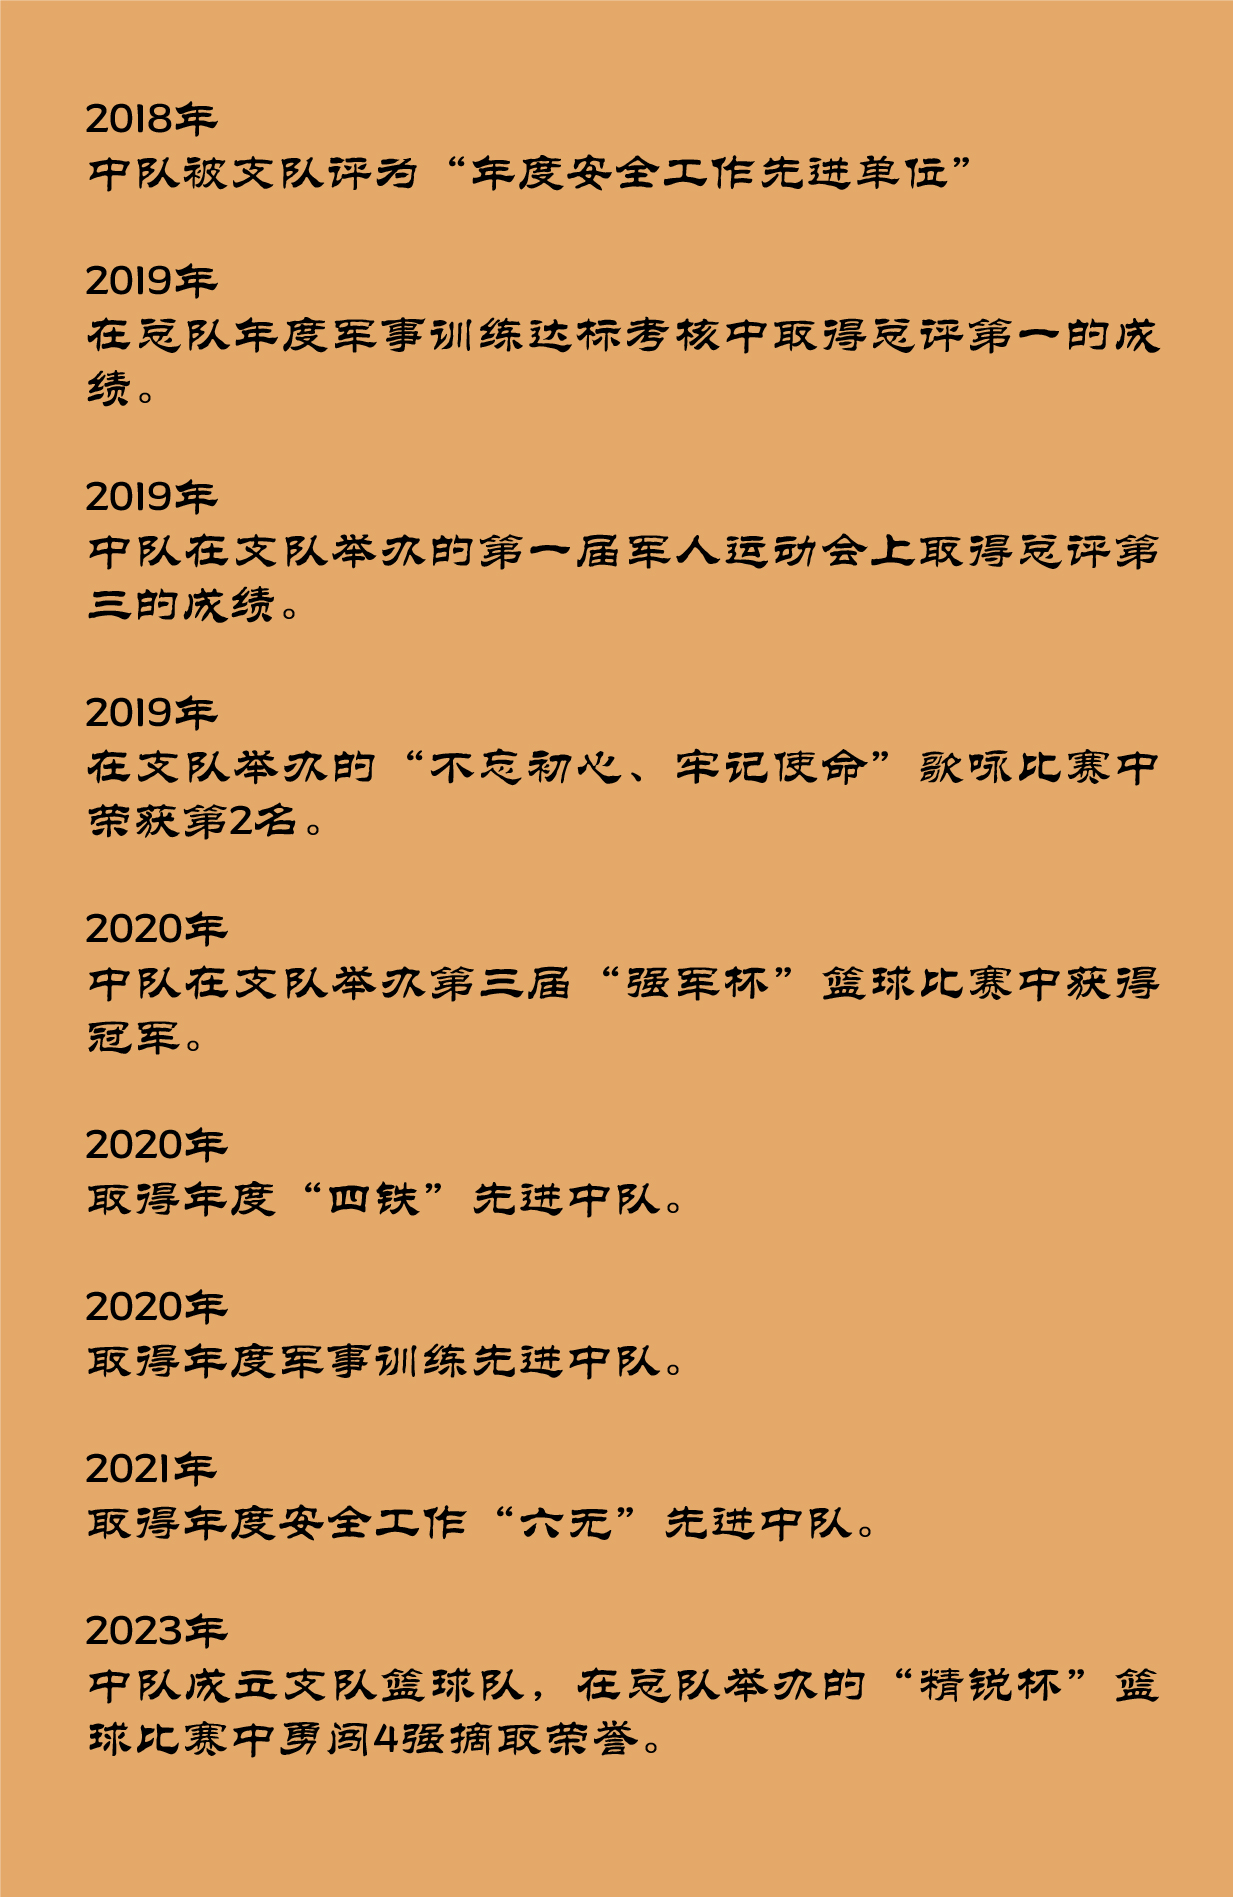 2018年
中队被支队评为“年度安全工作先进单位”
2019年
在总队年度军事训练达标考核中取得总评第一的成
绩。
2019年
中队在支队举办的第一届军人运动会上取得总评第
三的成绩。
2019年
在支队举办的“不忘初心、牢记使命”歌咏比赛中
荣获第2名。
2020年
中队在支队举办第三届“强军杯”篮球比赛中获得
冠军。
2020年
取得年度“四铁”先进中队。
2020年
取得年度军事训练先进中队。
2021年
取得年度安全工作“六无”先进中队。
2023年
中队成立支队篮球队，在总队举办的“精锐杯”篮
球比赛中勇闯4强摘取荣誉。